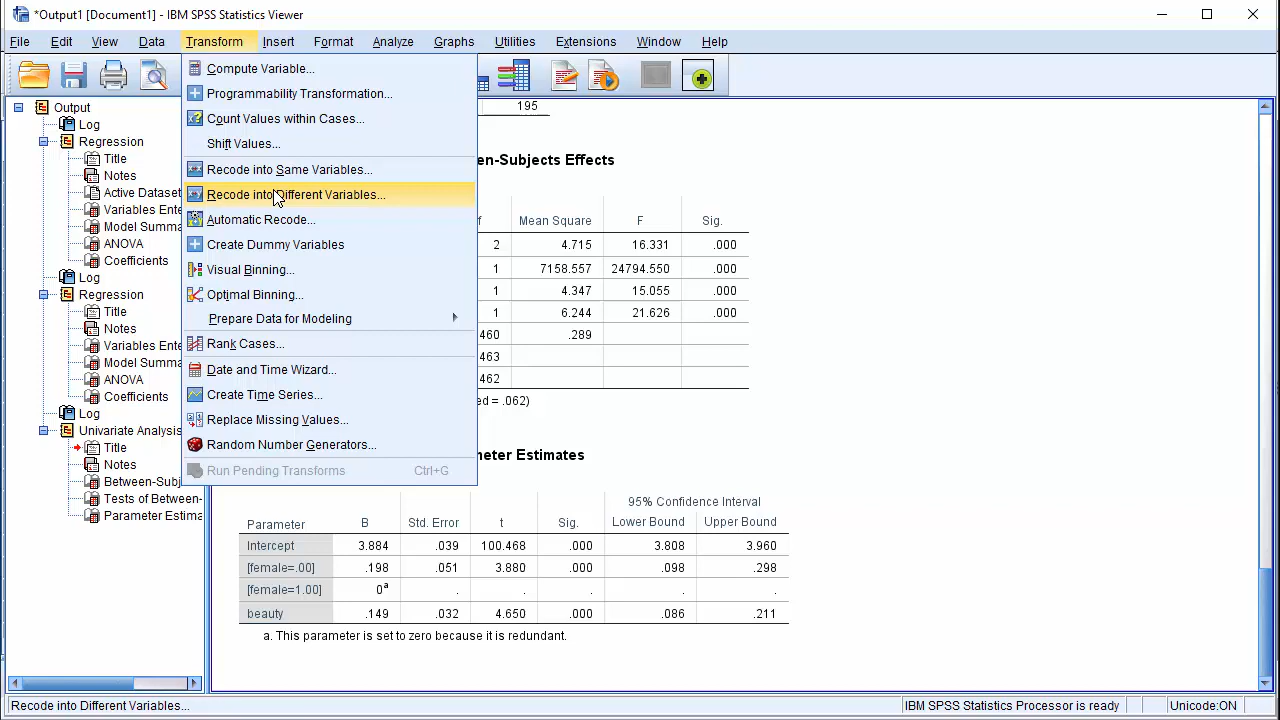 *Output1 [Document1] - IBM SPSS Statistics Viewer
File Edit View Data Transform Insert Format Analyze Graphs Utilities Extensions Window Help
Compute Variable...
Programmability Transformation...
Count Values within Cases...
Shift Values...
Recode into Same Variables...
Recode into Different Variables...
Automatic Recode...
Create Dummy Variables
Visual Binning...
Optimal Binning...
Prepare Data for Modeling
Rank Cases...
Date and Time Wizard...
Create Time Series...
Replace Missing Values...
Random Number Generators...
Run Pending Transforms Ctrl+G
Output
Log
Regression
Title
Notes
Active Dataset
Variables Ente
Model Summa
ANOVA
Coefficients
Log
Regression
Title
Notes
Variables Ente
Model Summa
ANOVA
Coefficients
Log
Univariate Analysis
Title
Notes
Between-Subj
Tests of Between-
Parameter Estima
195
en-Subjects Effects
f Mean Square F Sig.
2 4.715 16.331 .000
1 7158.557 24794.550 .000
1 4.347 15.055 .000
1 6.244 21.626 .000
460 .289
463
462
ed = .062)
meter Estimates
95% Confidence Interval
Parameter B Std. Error t Sig. Lower Bound Upper Bound
Intercept 3.884 .039 100.468 .000 3.808 3.960
[female=.00] .198 .051 3.880 .000 .098 .298
[female=1.00] 0a . . . . .
beauty .149 .032 4.650 .000 .086 .211
a. This parameter is set to zero because it is redundant.
Recode into Different Variables... IBM SPSS Statistics Processor is ready Unicode:ON